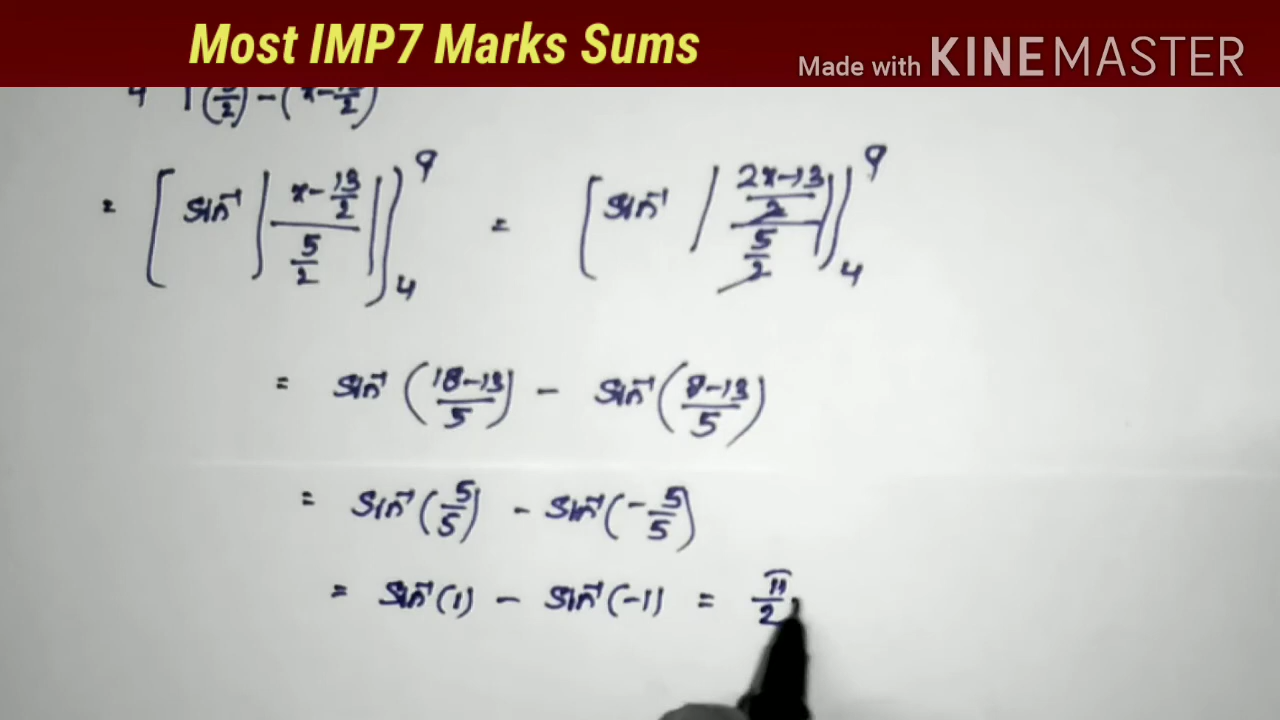 Most IMP7 Marks Sums
Made with KINEMASTER
= [sin⁻¹ | (x - 13/2) / (5/2) |]₄⁹ = [sin⁻¹ | ((2x-13)/2) / (5/2) |]₄⁹
= sin⁻¹ ((18-13)/5) - sin⁻¹ ((8-13)/5)
= sin⁻¹ (5/5) - sin⁻¹ (-5/5)
= sin⁻¹(1) - sin⁻¹(-1) = π/2